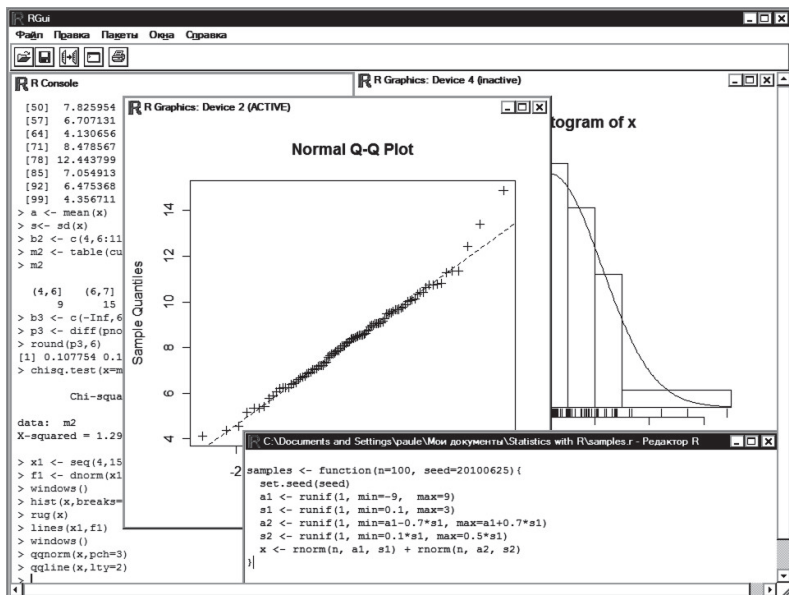 RGui
Файл Правка Пакеты Окна Справка
R Console
[50] 7.825954
[57] 6.707131
[64] 4.130656
[71] 8.478567
[78] 12.443799
[85] 7.054913
[92] 6.475368
[99] 4.356711
> a <- mean(x)
> s<- sd(x)
> b2 <- c(4,6:11
> m2 <- table(cu
> m2
(4,6] (6,7]
9 15
> b3 <- c(-Inf,6
> p3 <- diff(pno
> round(p3,6)
[1] 0.107754 0.1
> chisq.test(x=m
Chi-squa
data: m2
X-squared = 1.29
> x1 <- seq(4,15
> f1 <- dnorm(x1
> windows()
> hist(x,breaks=
> rug(x)
> lines(x1,f1)
> windows()
> qqnorm(x,pch=3)
> qqline(x,lty=2)
>
R Graphics: Device 2 (ACTIVE)
Normal Q-Q Plot
Sample Quantiles
14
12
10
8
6
4
-2
R Graphics: Device 4 (inactive)
togram of x
C:\Documents and Settings\paule\Мои документы\Statistics with R\samples.r - Редактор R
samples <- function(n=100, seed=20100625){
set.seed(seed)
a1 <- runif(1, min=-9, max=9)
s1 <- runif(1, min=0.1, max=3)
a2 <- runif(1, min=a1-0.7*s1, max=a1+0.7*s1)
s2 <- runif(1, min=0.1*s1, max=0.5*s1)
x <- rnorm(n, a1, s1) + rnorm(n, a2, s2)
}